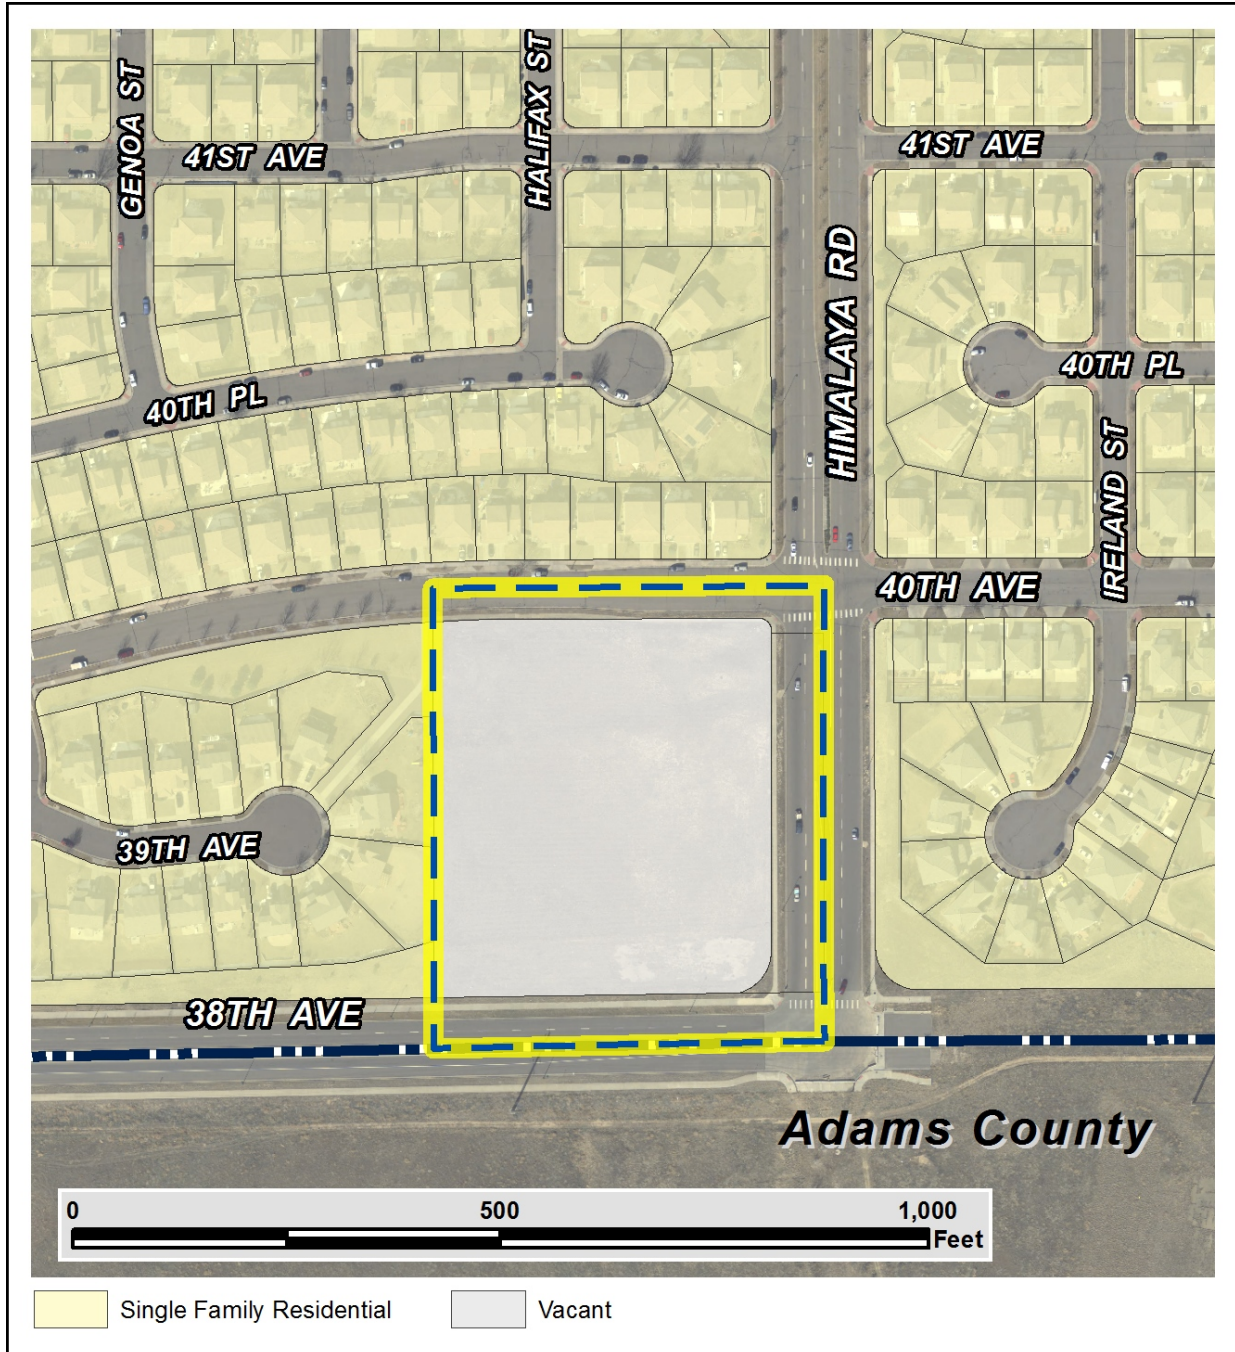 GENOA ST
HALIFAX ST
41ST AVE
41ST AVE
HIMALAYA RD
40TH PL
40TH PL
IRELAND ST
40TH AVE
39TH AVE
38TH AVE
Adams County
0 500 1,000
Feet
Single Family Residential
Vacant